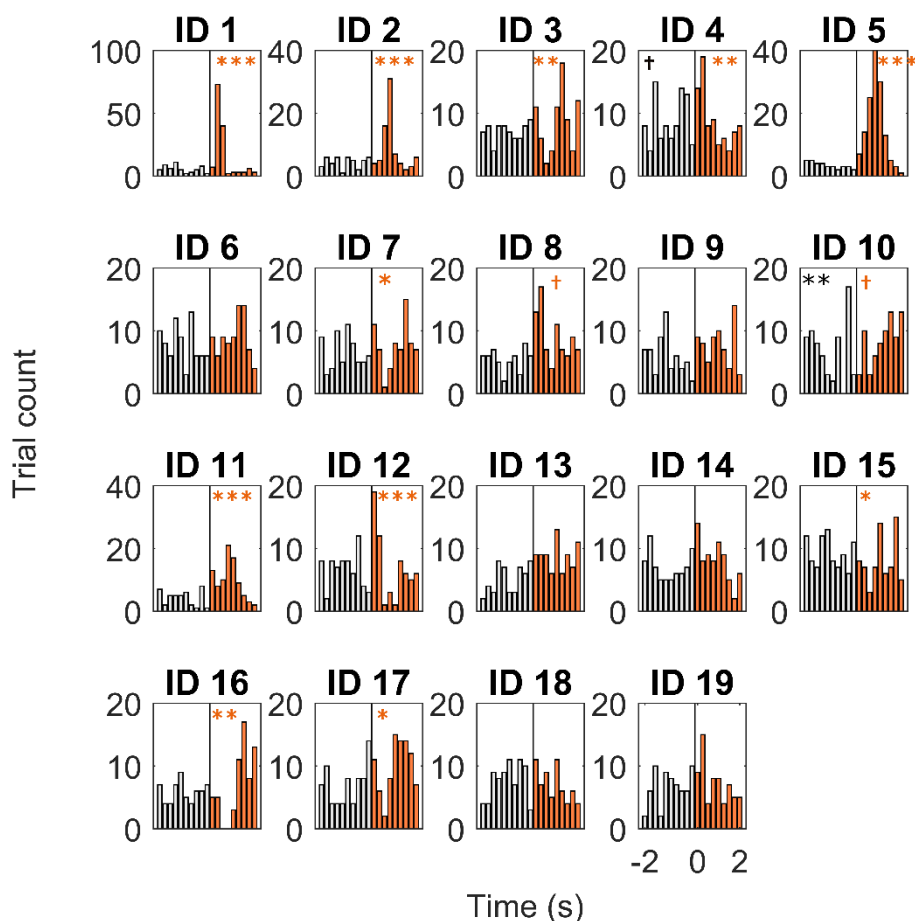 ID 1 ID 2 ID 3 ID 4 ID 5
100 40 20 20 40
*** *** ** † ** ***
50 20 10 10 20
0 0 0 0 0
ID 6 ID 7 ID 8 ID 9 ID 10
20 20 20 20 20
* † ** †
10 10 10 10 10
0 0 0 0 0
Trial count
ID 11 ID 12 ID 13 ID 14 ID 15
40 20 20 20 20
*** *** *
20 10 10 10 10
0 0 0 0 0
ID 16 ID 17 ID 18 ID 19
20 20 20 20
** *
10 10 10 10
0 0 0 0
-2 0 2
Time (s)